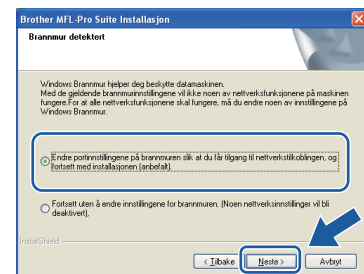 Brother MFL-Pro Suite Installasjon
Brannmur detektert
Windows Brannmur hjelper deg beskytte datamaskinen.
Med de gjeldende brannmurinnstillingene vil ikke noen av nettverksfunksjonene på maskinen
fungere.For at alle nettverksfunksjonene skal fungere, må du endre noen av innstillingene på
Windows Brannmur.
Endre portinnstillingene på brannmuren slik at du får tilgang til nettverkstilkoblingen, og
fortsett med installasjonen (anbefalt),
Fortsett uten å endre innstillingene for brannmuren. (Noen nettverksinnstillinger vil bli
deaktivert),
InstallShield
< Tilbake
Neste >
Avbryt